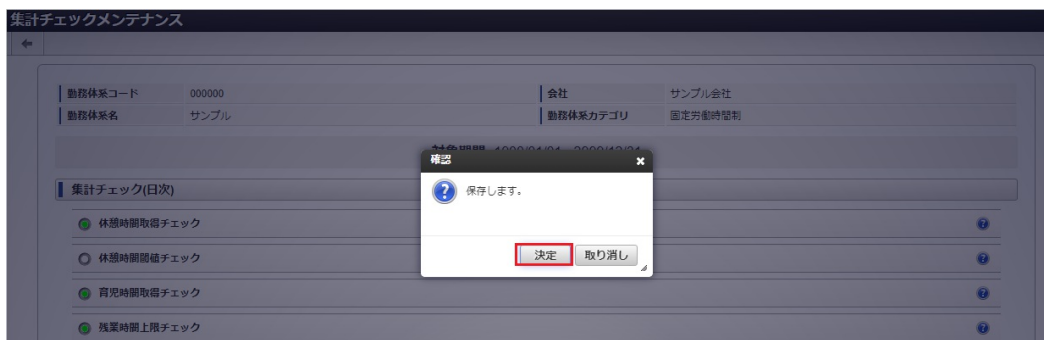 集計チェックメンテナンス
勤務体系コード 000000 会社 サンプル会社
勤務体系名 サンプル 勤務体系カテゴリ 固定労働時間制
確認
保存します。
決定 取り消し
集計チェック(日次)
休憩時間取得チェック
休憩時間閾値チェック
育児時間取得チェック
残業時間上限チェック